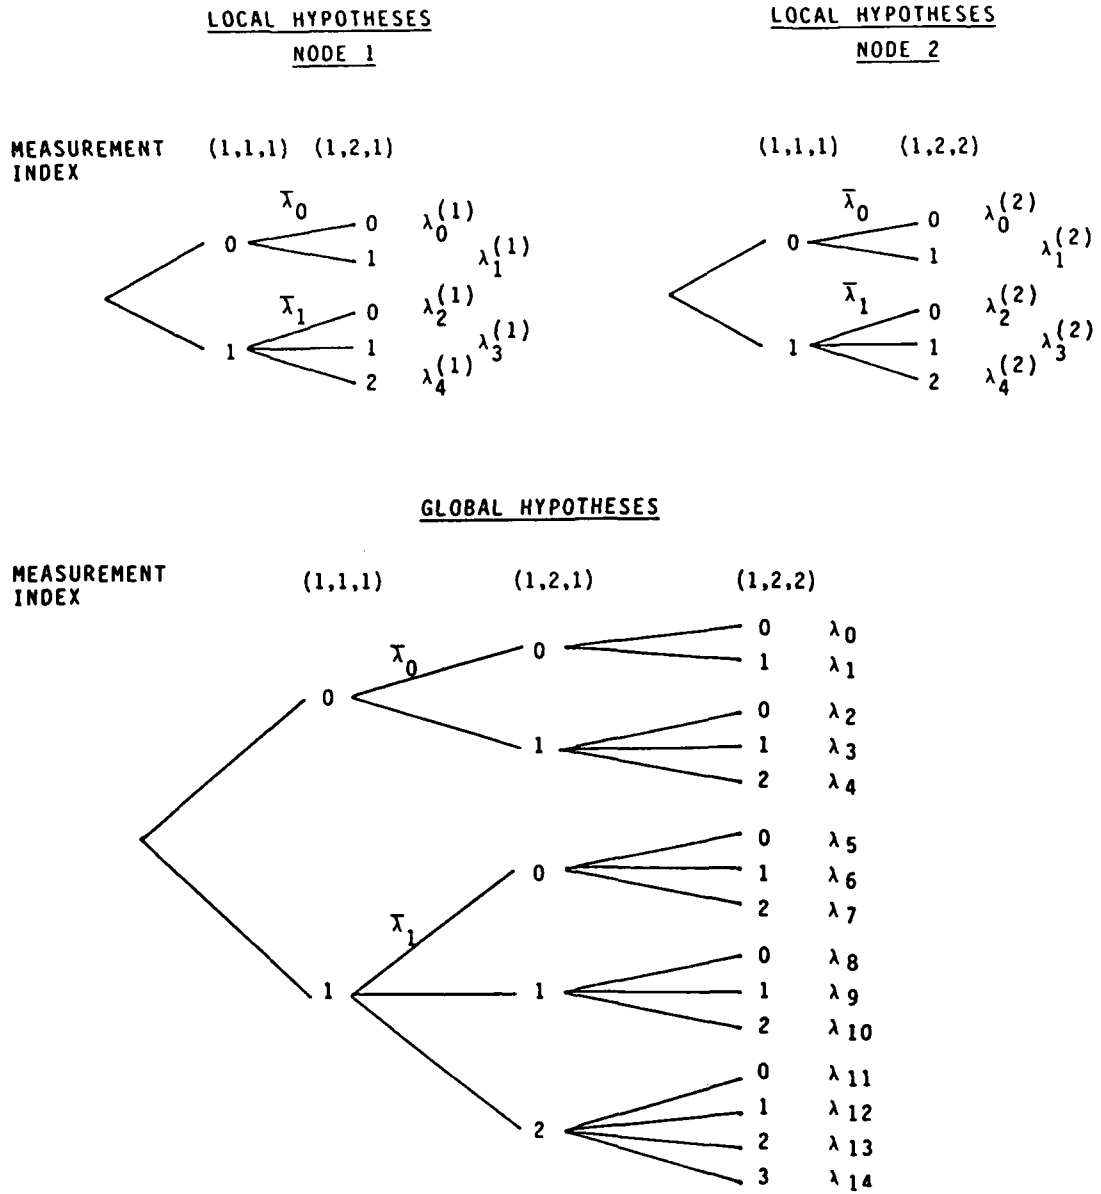 LOCAL HYPOTHESES
NODE 1
MEASUREMENT INDEX (1,1,1) (1,2,1)
λ̅0
0 0 λ0(1)
1 λ1(1)
λ̅1
0 λ2(1)
1 1 λ3(1)
2 λ4(1)
LOCAL HYPOTHESES
NODE 2
(1,1,1) (1,2,2)
λ̅0
0 0 λ0(2)
1 λ1(2)
λ̅1
0 λ2(2)
1 1 λ3(2)
2 λ4(2)
GLOBAL HYPOTHESES
MEASUREMENT INDEX (1,1,1) (1,2,1) (1,2,2)
0 λ0
λ̅0 0
1 λ1
0
0 λ2
1 1 λ3
2 λ4
0 λ5
0 1 λ6
2 λ7
λ̅1
0 λ8
1 1 1 λ9
2 λ10
0 λ11
1 λ12
2
2 λ13
3 λ14